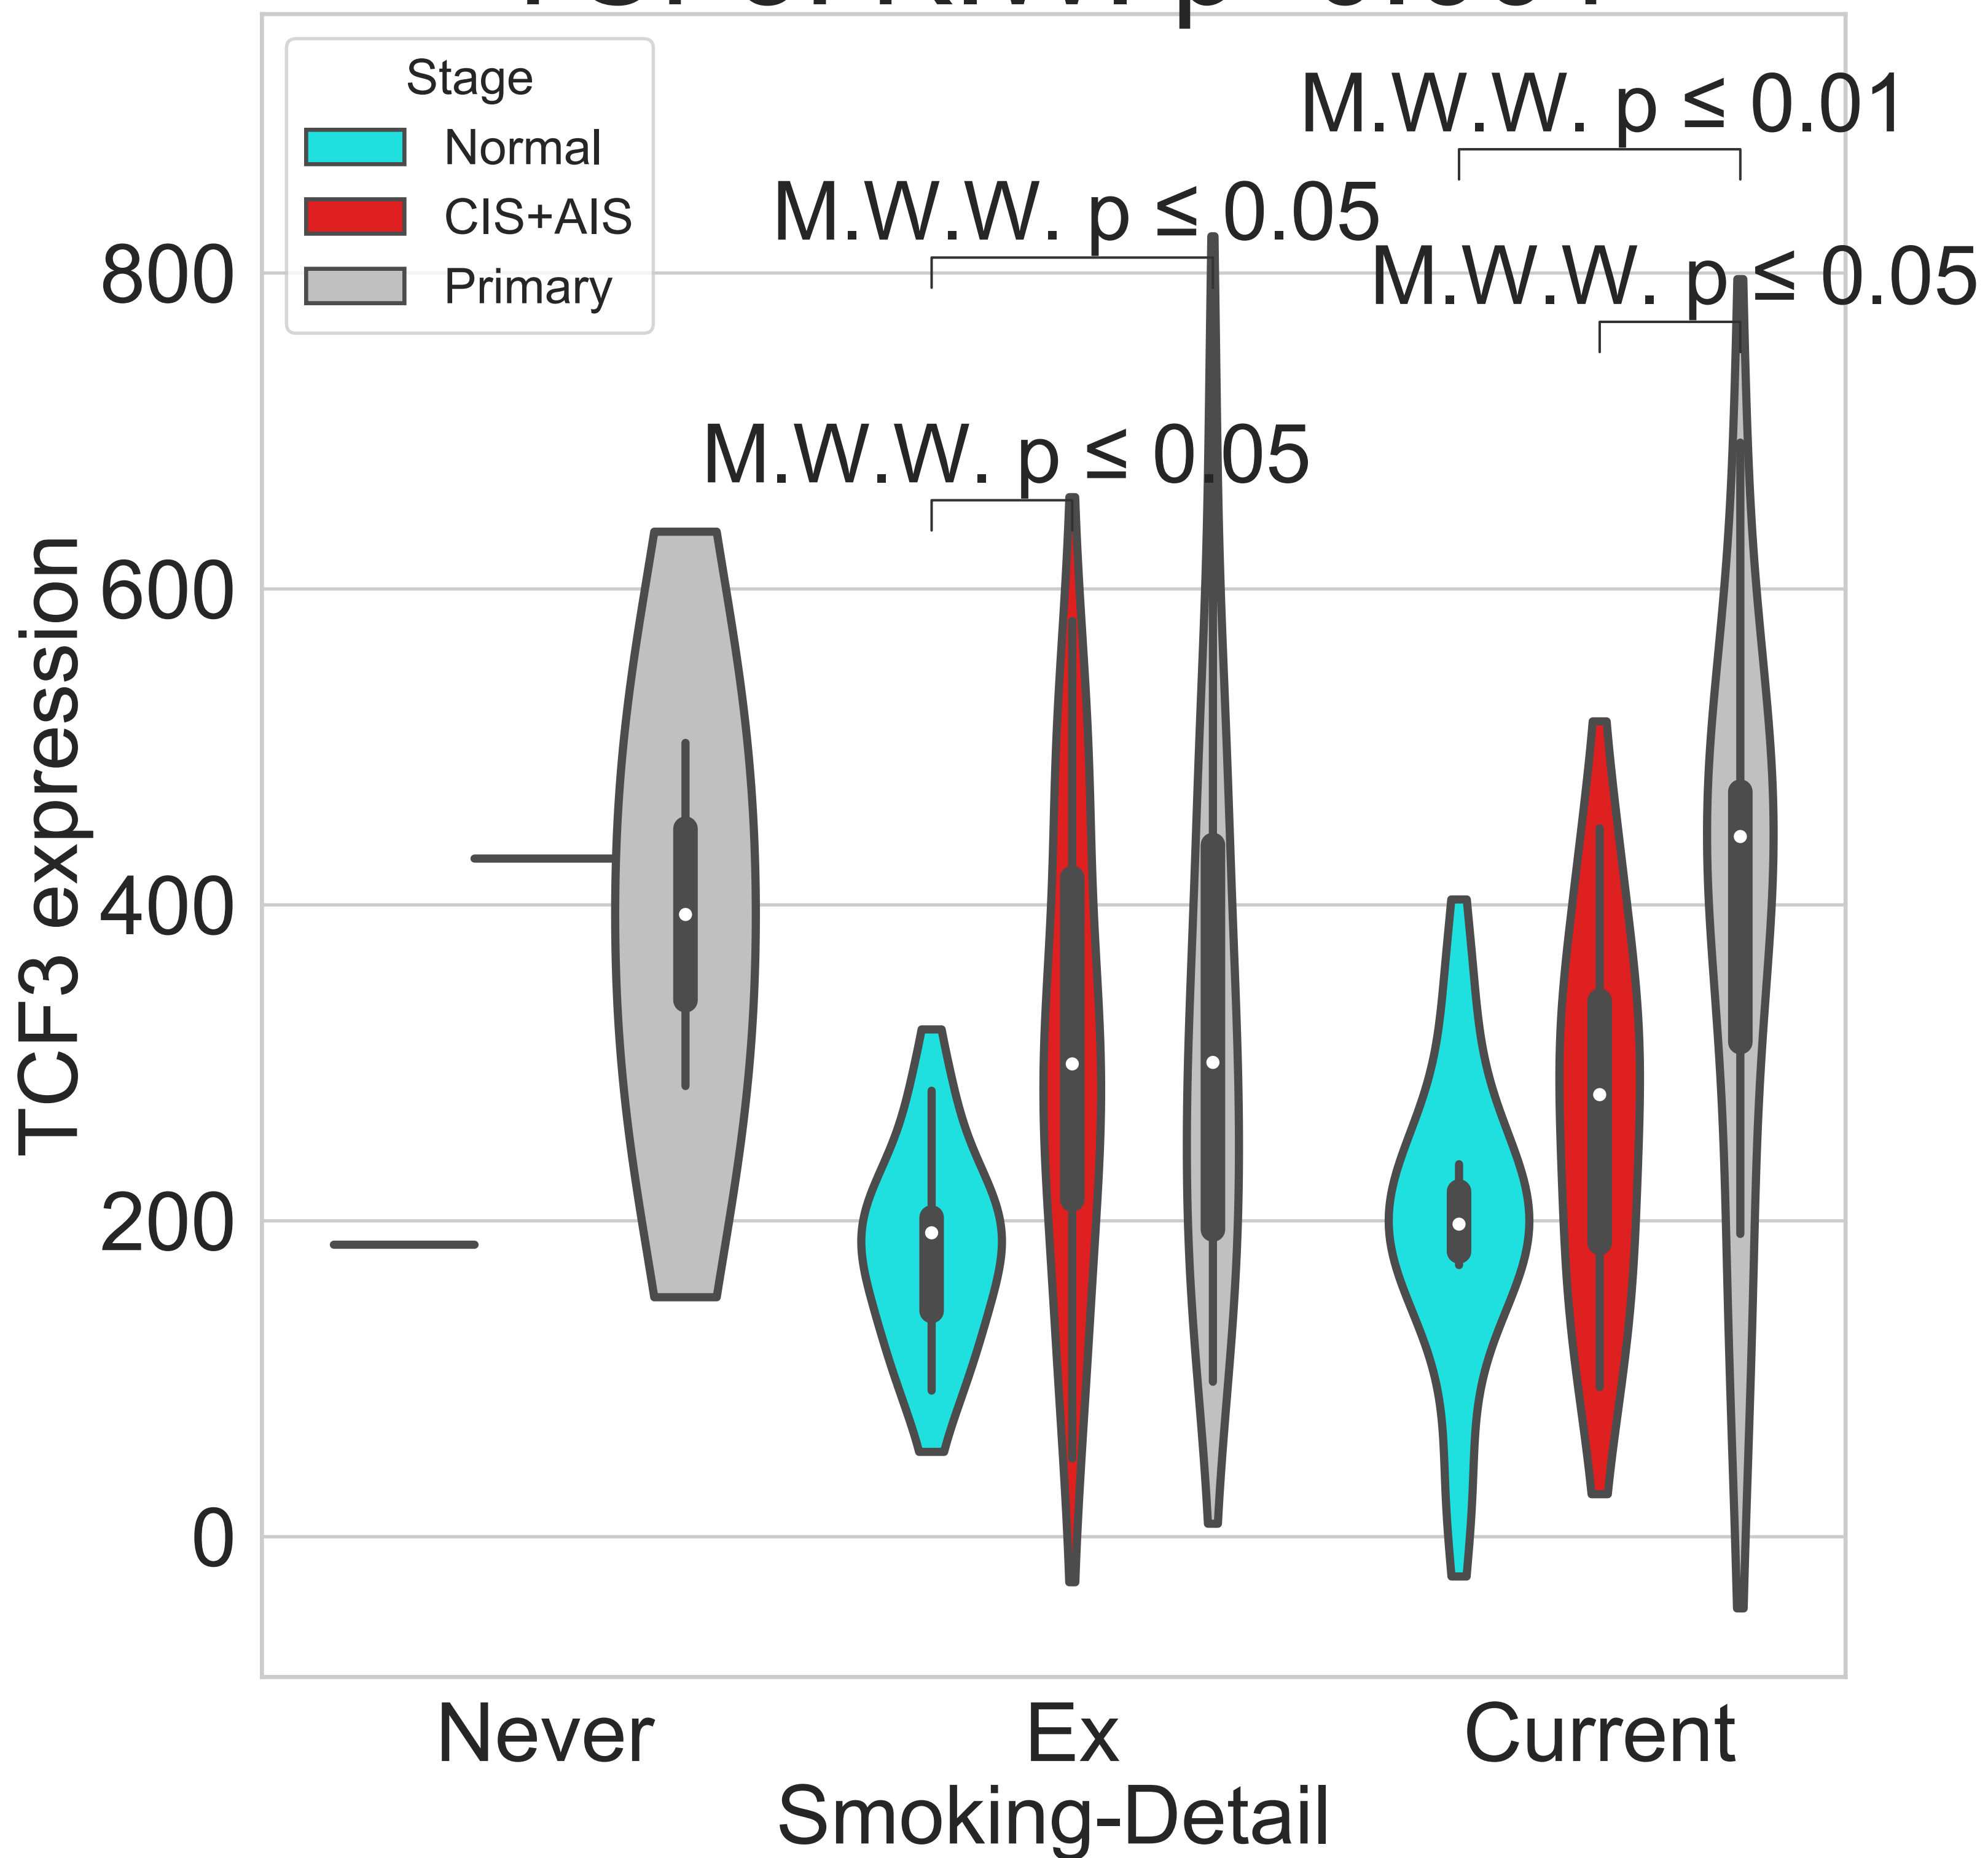 Stage
Normal
CIS+AIS
Primary
M.W.W. p ≤ 0.01
M.W.W. p ≤ 0.05
M.W.W. p ≤ 0.05
M.W.W. p ≤ 0.05
TCF3 expression
800
600
400
200
0
Never
Ex
Current
Smoking-Detail